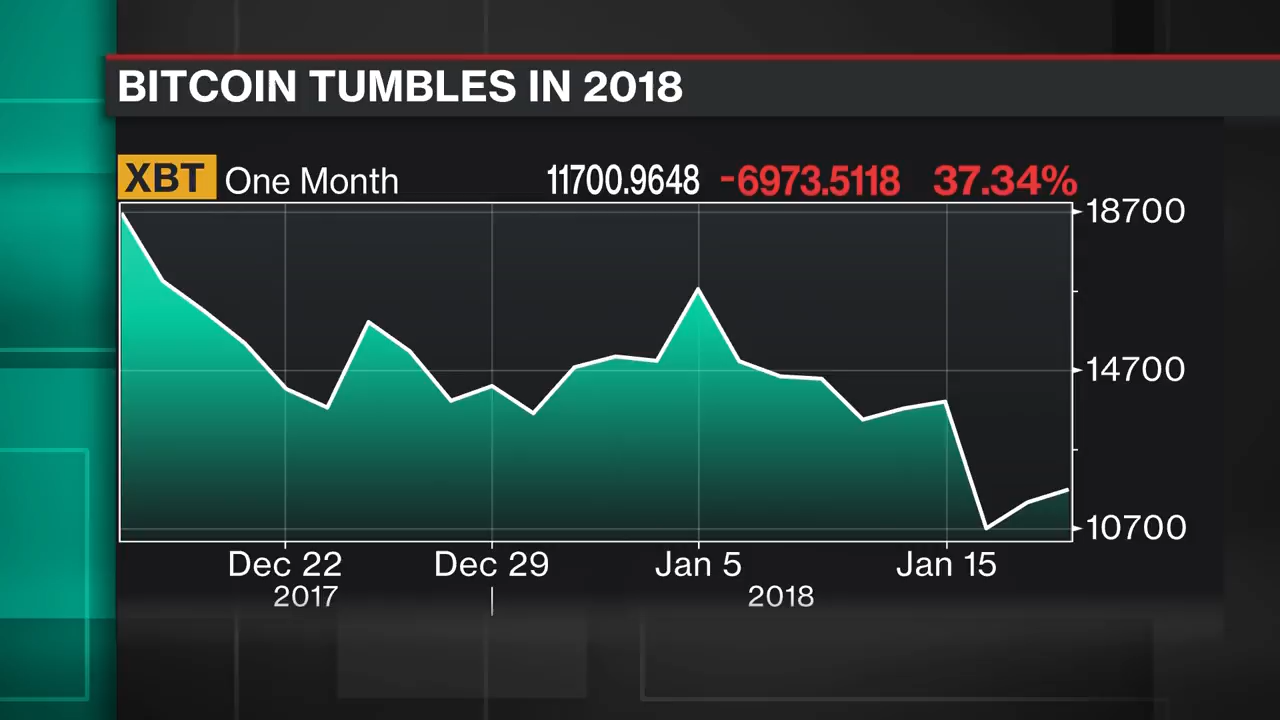 BITCOIN TUMBLES IN 2018
XBT One Month 11700.9648 -6973.5118 37.34%
18700
14700
10700
Dec 22 Dec 29 Jan 5 Jan 15
2017 2018